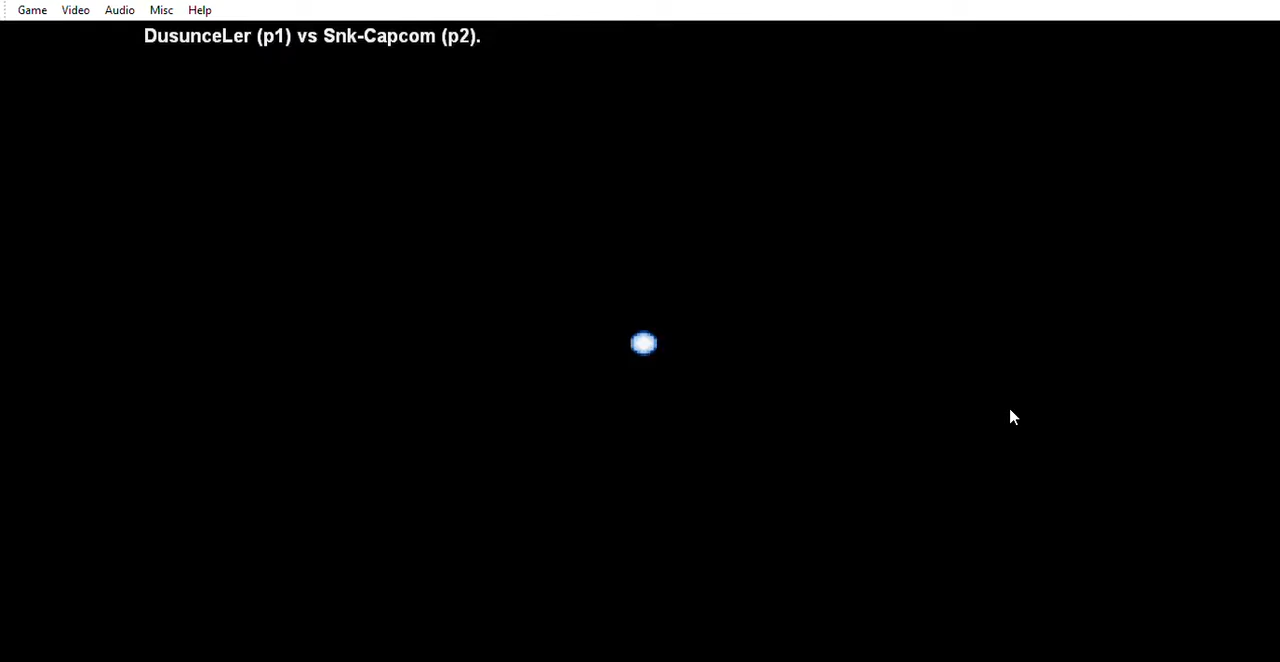 Game Video Audio Misc Help
DusunceLer (p1) vs Snk-Capcom (p2).